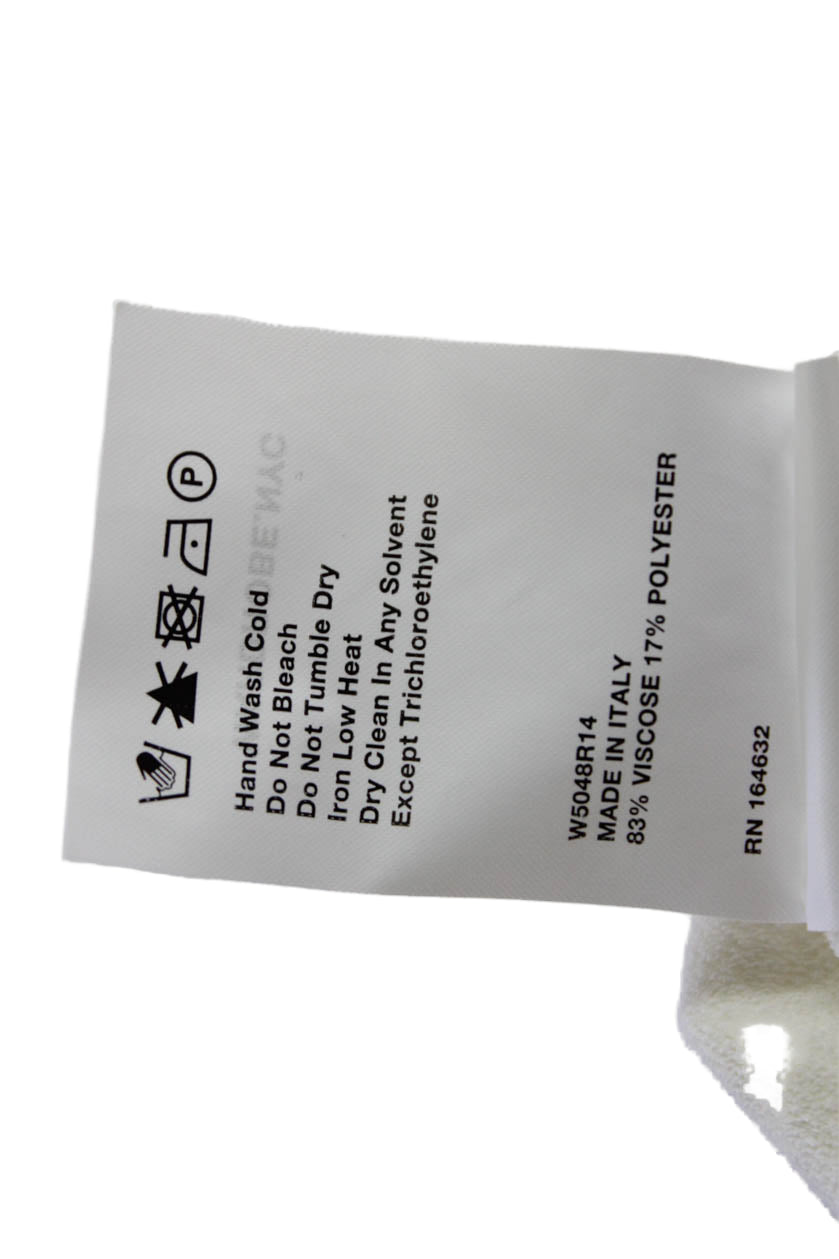 P
Hand Wash Cold
Do Not Bleach
Do Not Tumble Dry
Iron Low Heat
Dry Clean In Any Solvent
Except Trichloroethylene
W5048R14
MADE IN ITALY
83% VISCOSE 17% POLYESTER
RN 164632